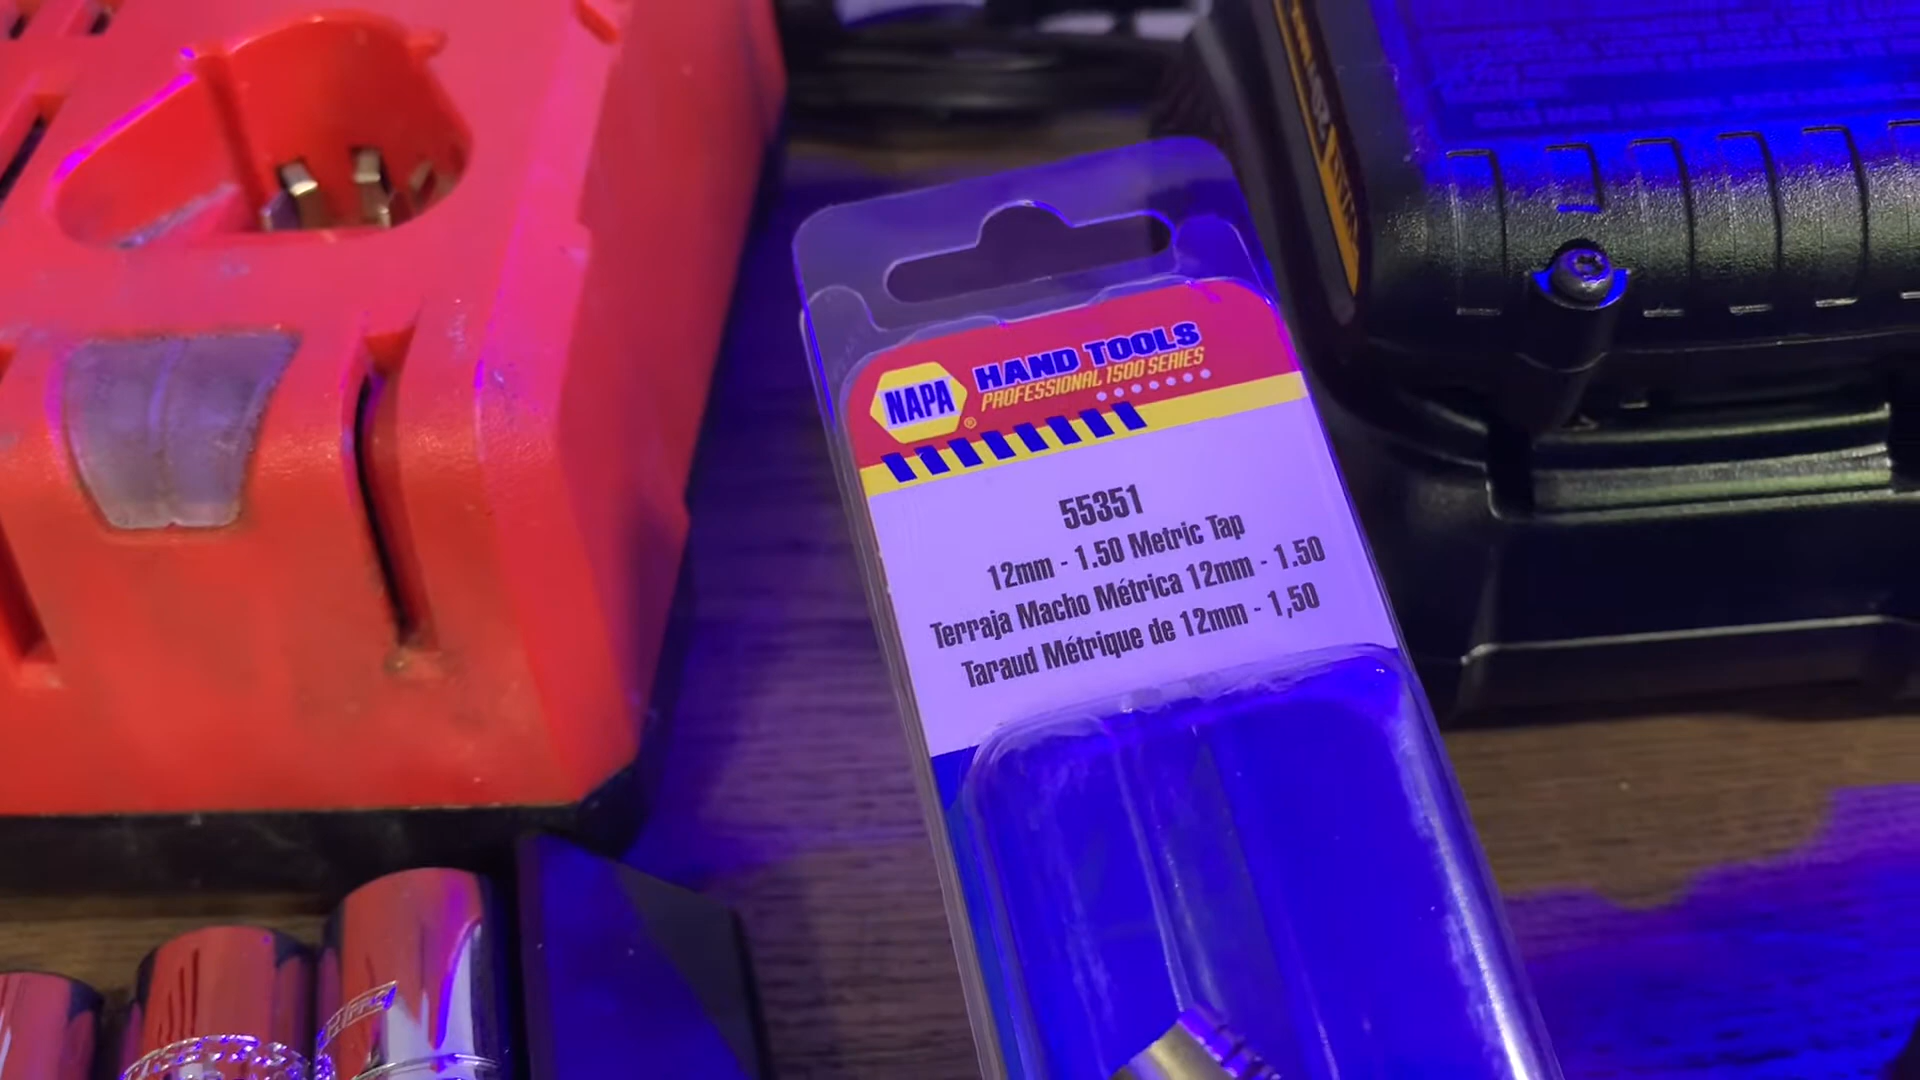 NAPA
®
HAND TOOLS
PROFESSIONAL 1500 SERIES
55351
12mm - 1.50 Metric Tap
Terraja Macho Métrica 12mm - 1.50
Taraud Métrique de 12mm - 1,50